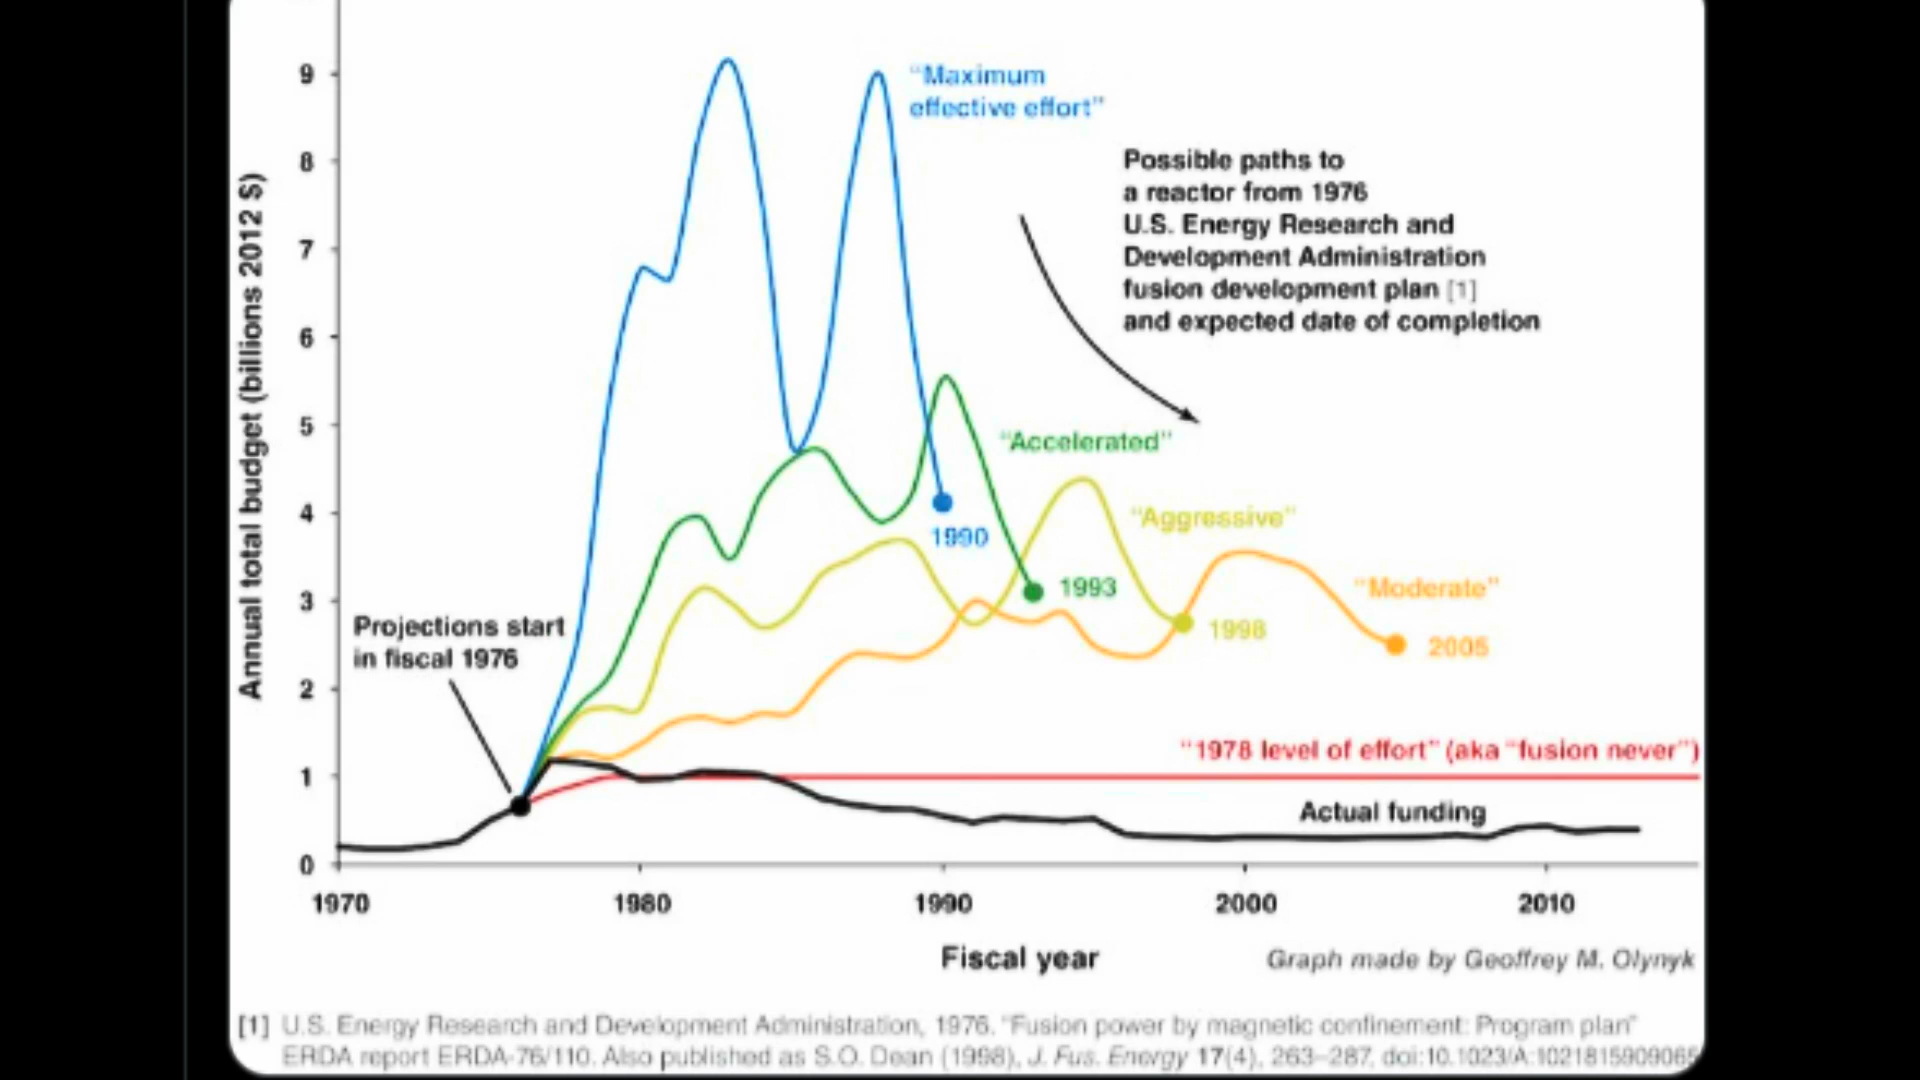 9
8
7
6
5
4
3
2
1
0
Annual total budget (billions 2012 $)
"Maximum
effective effort"
Possible paths to
a reactor from 1976
U.S. Energy Research and
Development Administration
fusion development plan [1]
and expected date of completion
"Accelerated"
"Aggressive"
1990
1993
"Moderate"
1998
2005
Projections start
in fiscal 1976
"1978 level of effort" (aka "fusion never")
Actual funding
1970
1980
1990
2000
2010
Fiscal year
Graph made by Geoffrey M. Olynyk
[1] U.S. Energy Research and Development Administration, 1976. "Fusion power by magnetic confinement: Program plan"
ERDA report ERDA-76/110. Also published as S.O. Dean (1998), J. Fus. Energy 17(4), 263–287, doi:10.1023/A:1021815909065